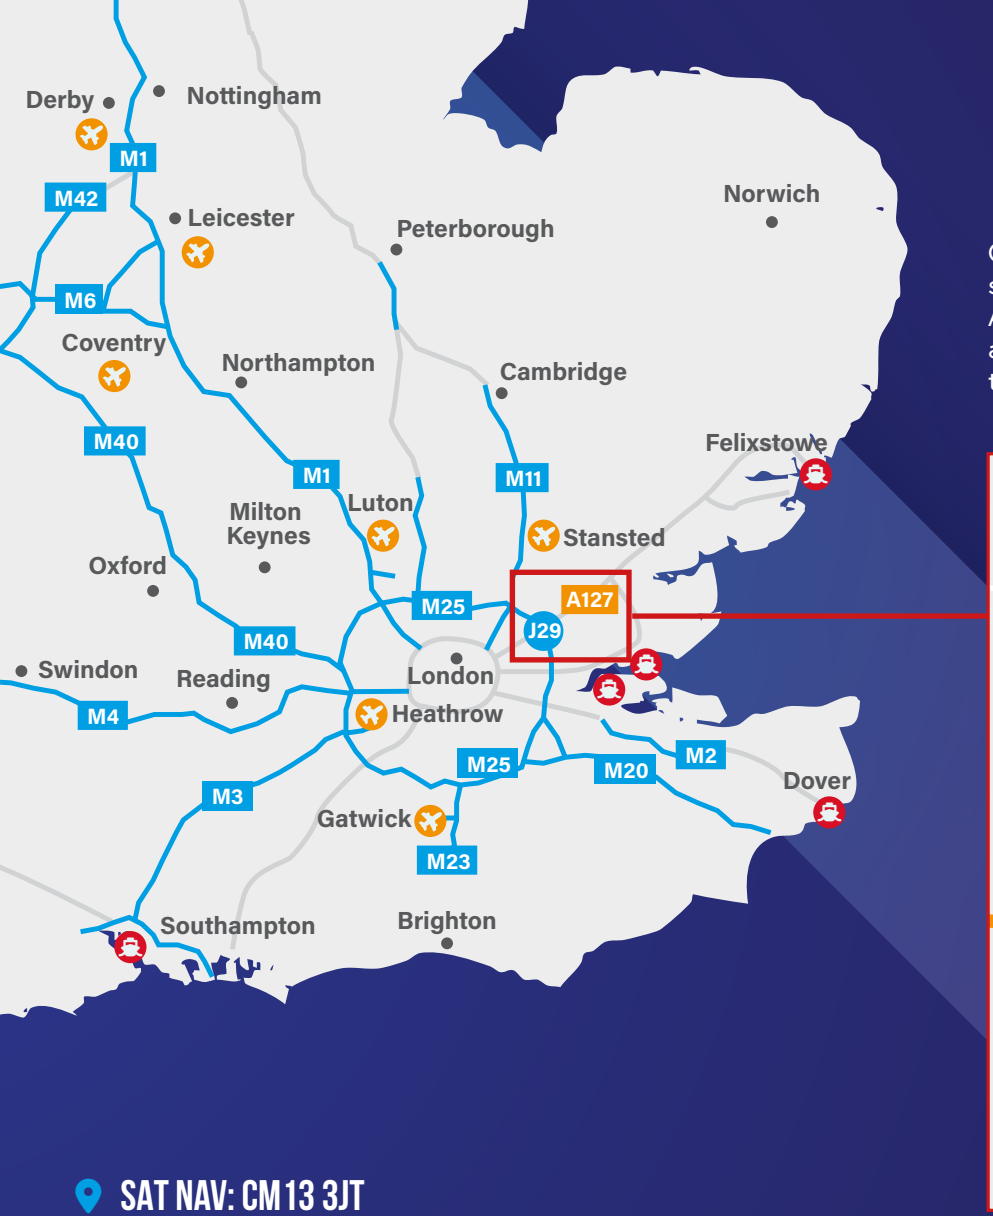 Derby
Nottingham
M1
M42
Norwich
Leicester
Peterborough
M6
Coventry
Northampton
Cambridge
M40
Felixstowe
M1
M11
Luton
Milton
Keynes
Stansted
Oxford
M25
A127
J29
M40
Swindon
Reading
London
M4
Heathrow
M25
M20
M2
Dover
M3
Gatwick
M23
Southampton
Brighton
SAT NAV: CM13 3JT